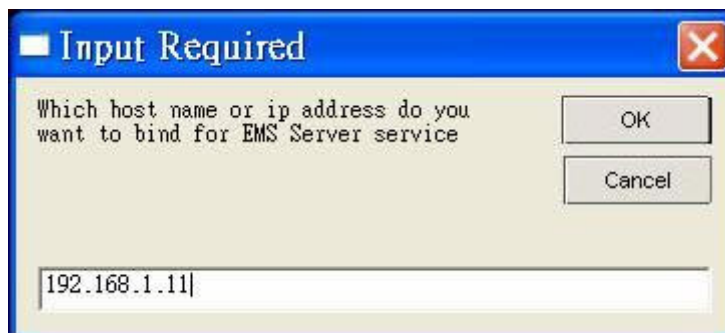 Input Required
Which host name or ip address do you
want to bind for EMS Server service
OK
Cancel
192.168.1.11